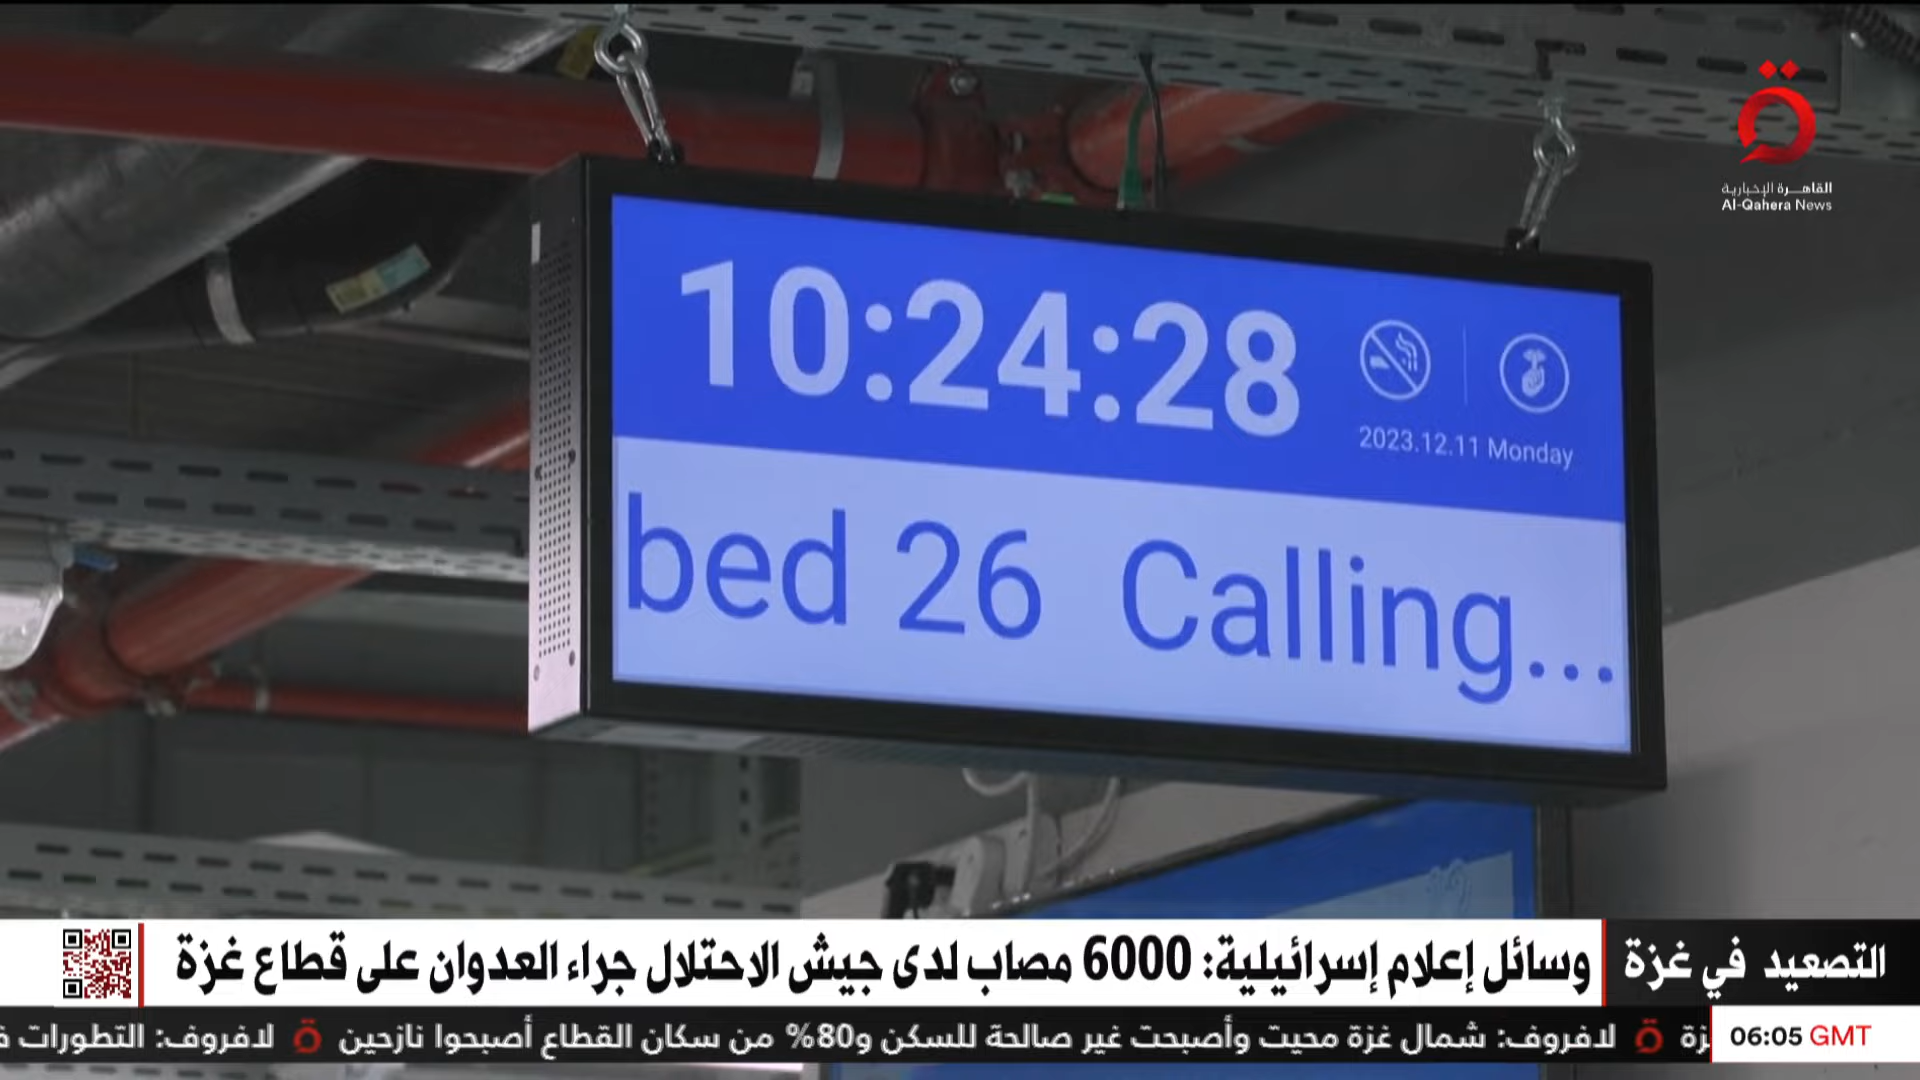 القاهـرة الإخبارية
Al-Qahera News
10:24:28
2023.12.11 Monday
bed 26 Calling...
التصعيد في غزة
وسائل إعلام إسرائيلية: 6000 مصاب لدى جيش الاحتلال جراء العدوان على قطاع غزة
06:05 GMT
لافروف: شمال غزة محيت وأصبحت غير صالحة للسكن و80% من سكان القطاع أصبحوا نازحين لافروف: التطورات